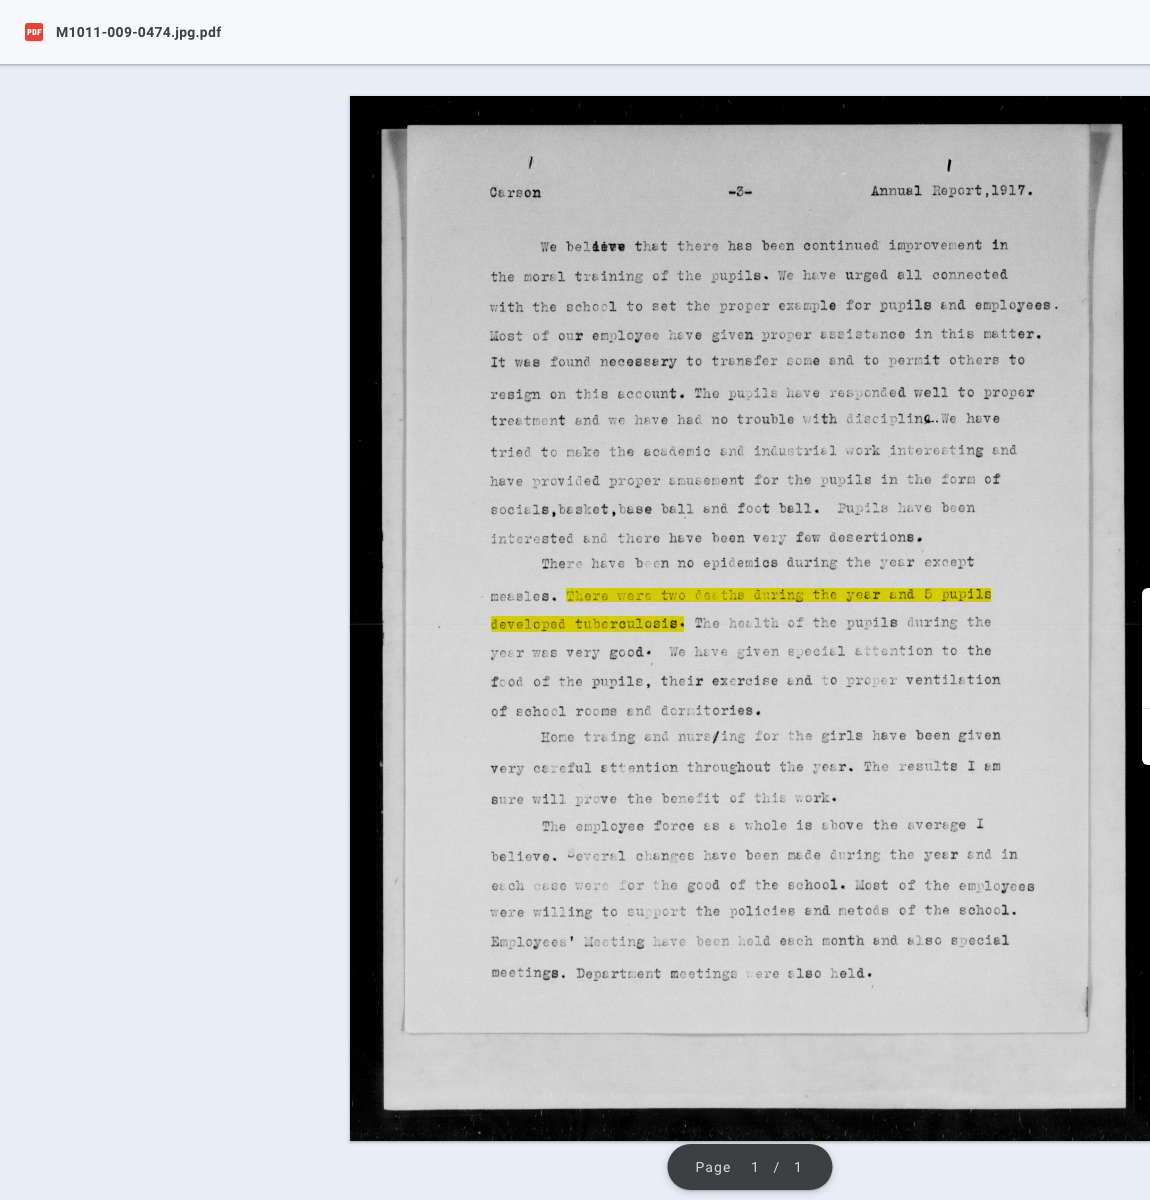 PDF M1011-009-0474.jpg.pdf
Carson -3- Annual Report,1917.
We believe that there has been continued improvement in
the moral training of the pupils. We have urged all connected
with the school to set the proper example for pupils and employees.
Most of our employee have given proper assistance in this matter.
It was found necessary to transfer some and to permit others to
resign on this account. The pupils have responded well to proper
treatment and we have had no trouble with discipline.We have
tried to make the academic and industrial work interesting and
have provided proper amusement for the pupils in the form of
socials,basket,base ball and foot ball. Pupils have been
interested and there have been very few desertions.
There have been no epidemics during the year except
measles. There were two deaths during the year and 5 pupils
developed tuberculosis. The health of the pupils during the
year was very good. We have given special attention to the
food of the pupils, their exercise and to proper ventilation
of school rooms and dormitories.
Home traing and nurs/ing for the girls have been given
very careful attention throughout the year. The results I am
sure will prove the benefit of this work.
The employee force as a whole is above the average I
believe. Several changes have been made during the year and in
each case were for the good of the school. Most of the employees
were willing to support the policies and metods of the school.
Employees' Meeting have been held each month and also special
meetings. Department meetings were also held.
Page 1 / 1